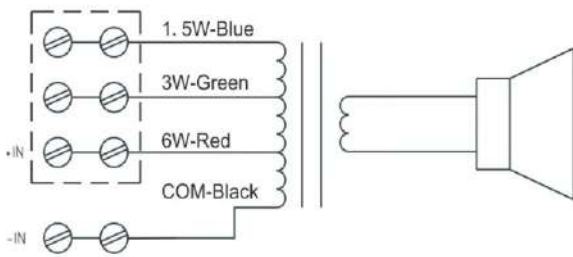 1. 5W-Blue
3W-Green
6W-Red
•IN
COM-Black
-IN